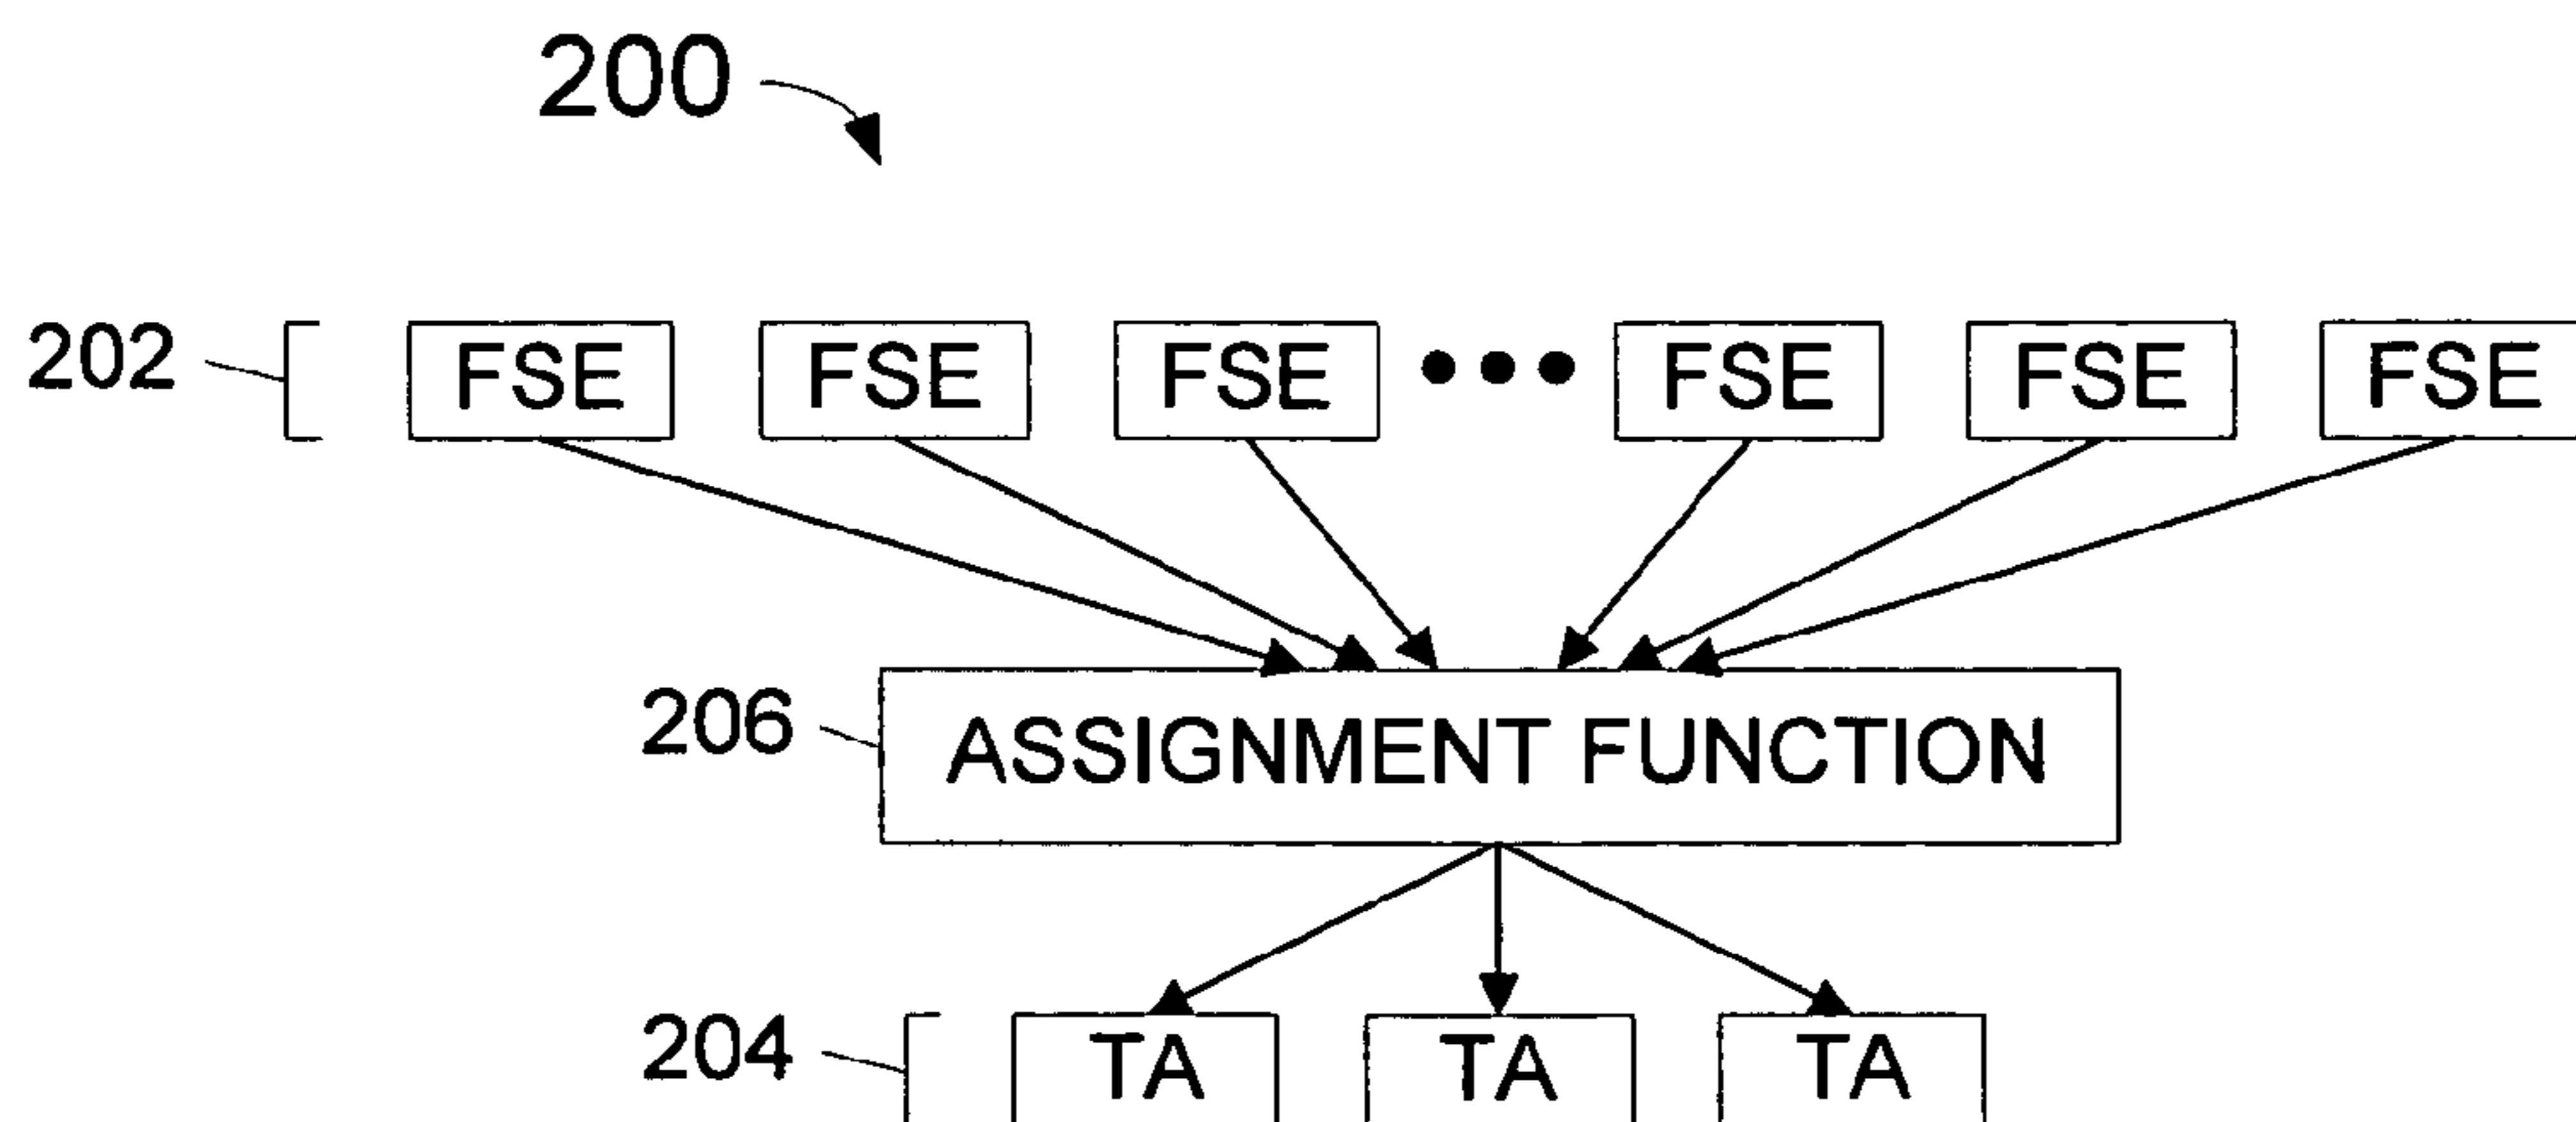 200
202 FSE FSE FSE ••• FSE FSE FSE
206 ASSIGNMENT FUNCTION
204 TA TA TA